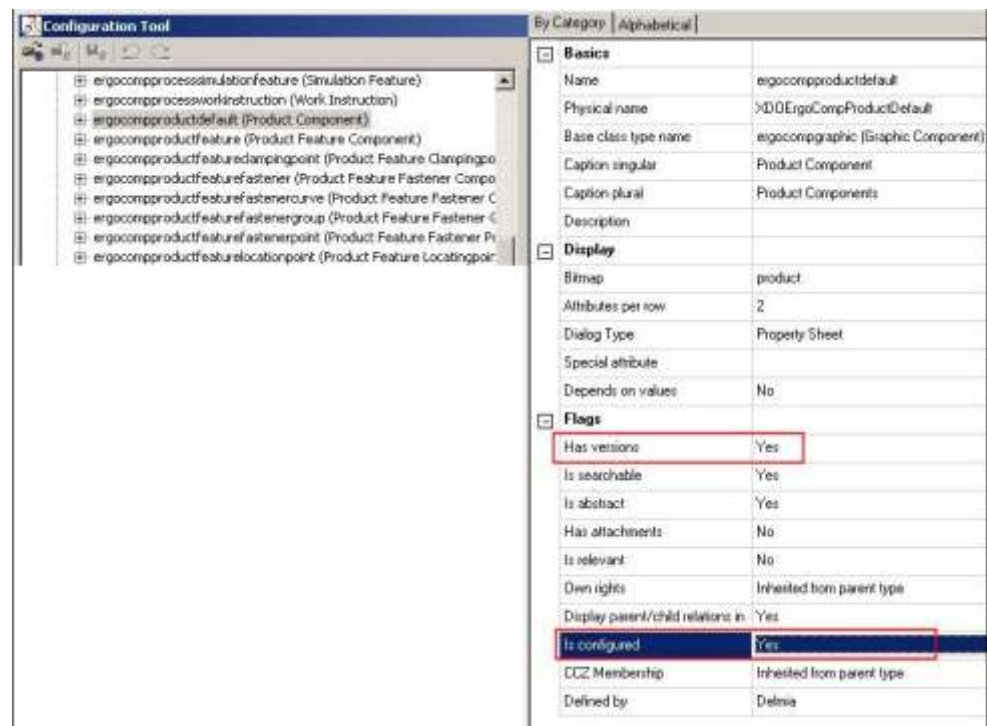 Configuration Tool
ergocompprocesssimulationfeature (Simulation Feature)
ergocompprocessworkinstruction (Work Instruction)
ergocompproductdefault (Product Component)
ergocompproductfeature (Product Feature Component)
ergocompproductfeatureclampingpoint (Product Feature Clampingpo
ergocompproductfeaturefastener (Product Feature Fastener Compo
ergocompproductfeaturefastenercurve (Product Feature Fastener C
ergocompproductfeaturefastenergroup (Product Feature Fastener G
ergocompproductfeaturefastenerpoint (Product Feature Fastener P
ergocompproductfeaturelocationpoint (Product Feature Locatingpoin
By Category Alphabetical
Basics
Name ergocompproductdefault
Physical name XDOErgoCompProductDefault
Base class type name ergocompgraphic (Graphic Component)
Caption singular Product Component
Caption plural Product Components
Description
Display
Bitmap product
Attributes per row 2
Dialog Type Property Sheet
Special attribute
Depends on values No
Flags
Has versions Yes
Is searchable Yes
Is abstract Yes
Has attachments No
Is relevant No
Own rights Inherited from parent type
Display parent/child relations in Yes
Is configured Yes
CCZ Membership Inherited from parent type
Defined by Delmia